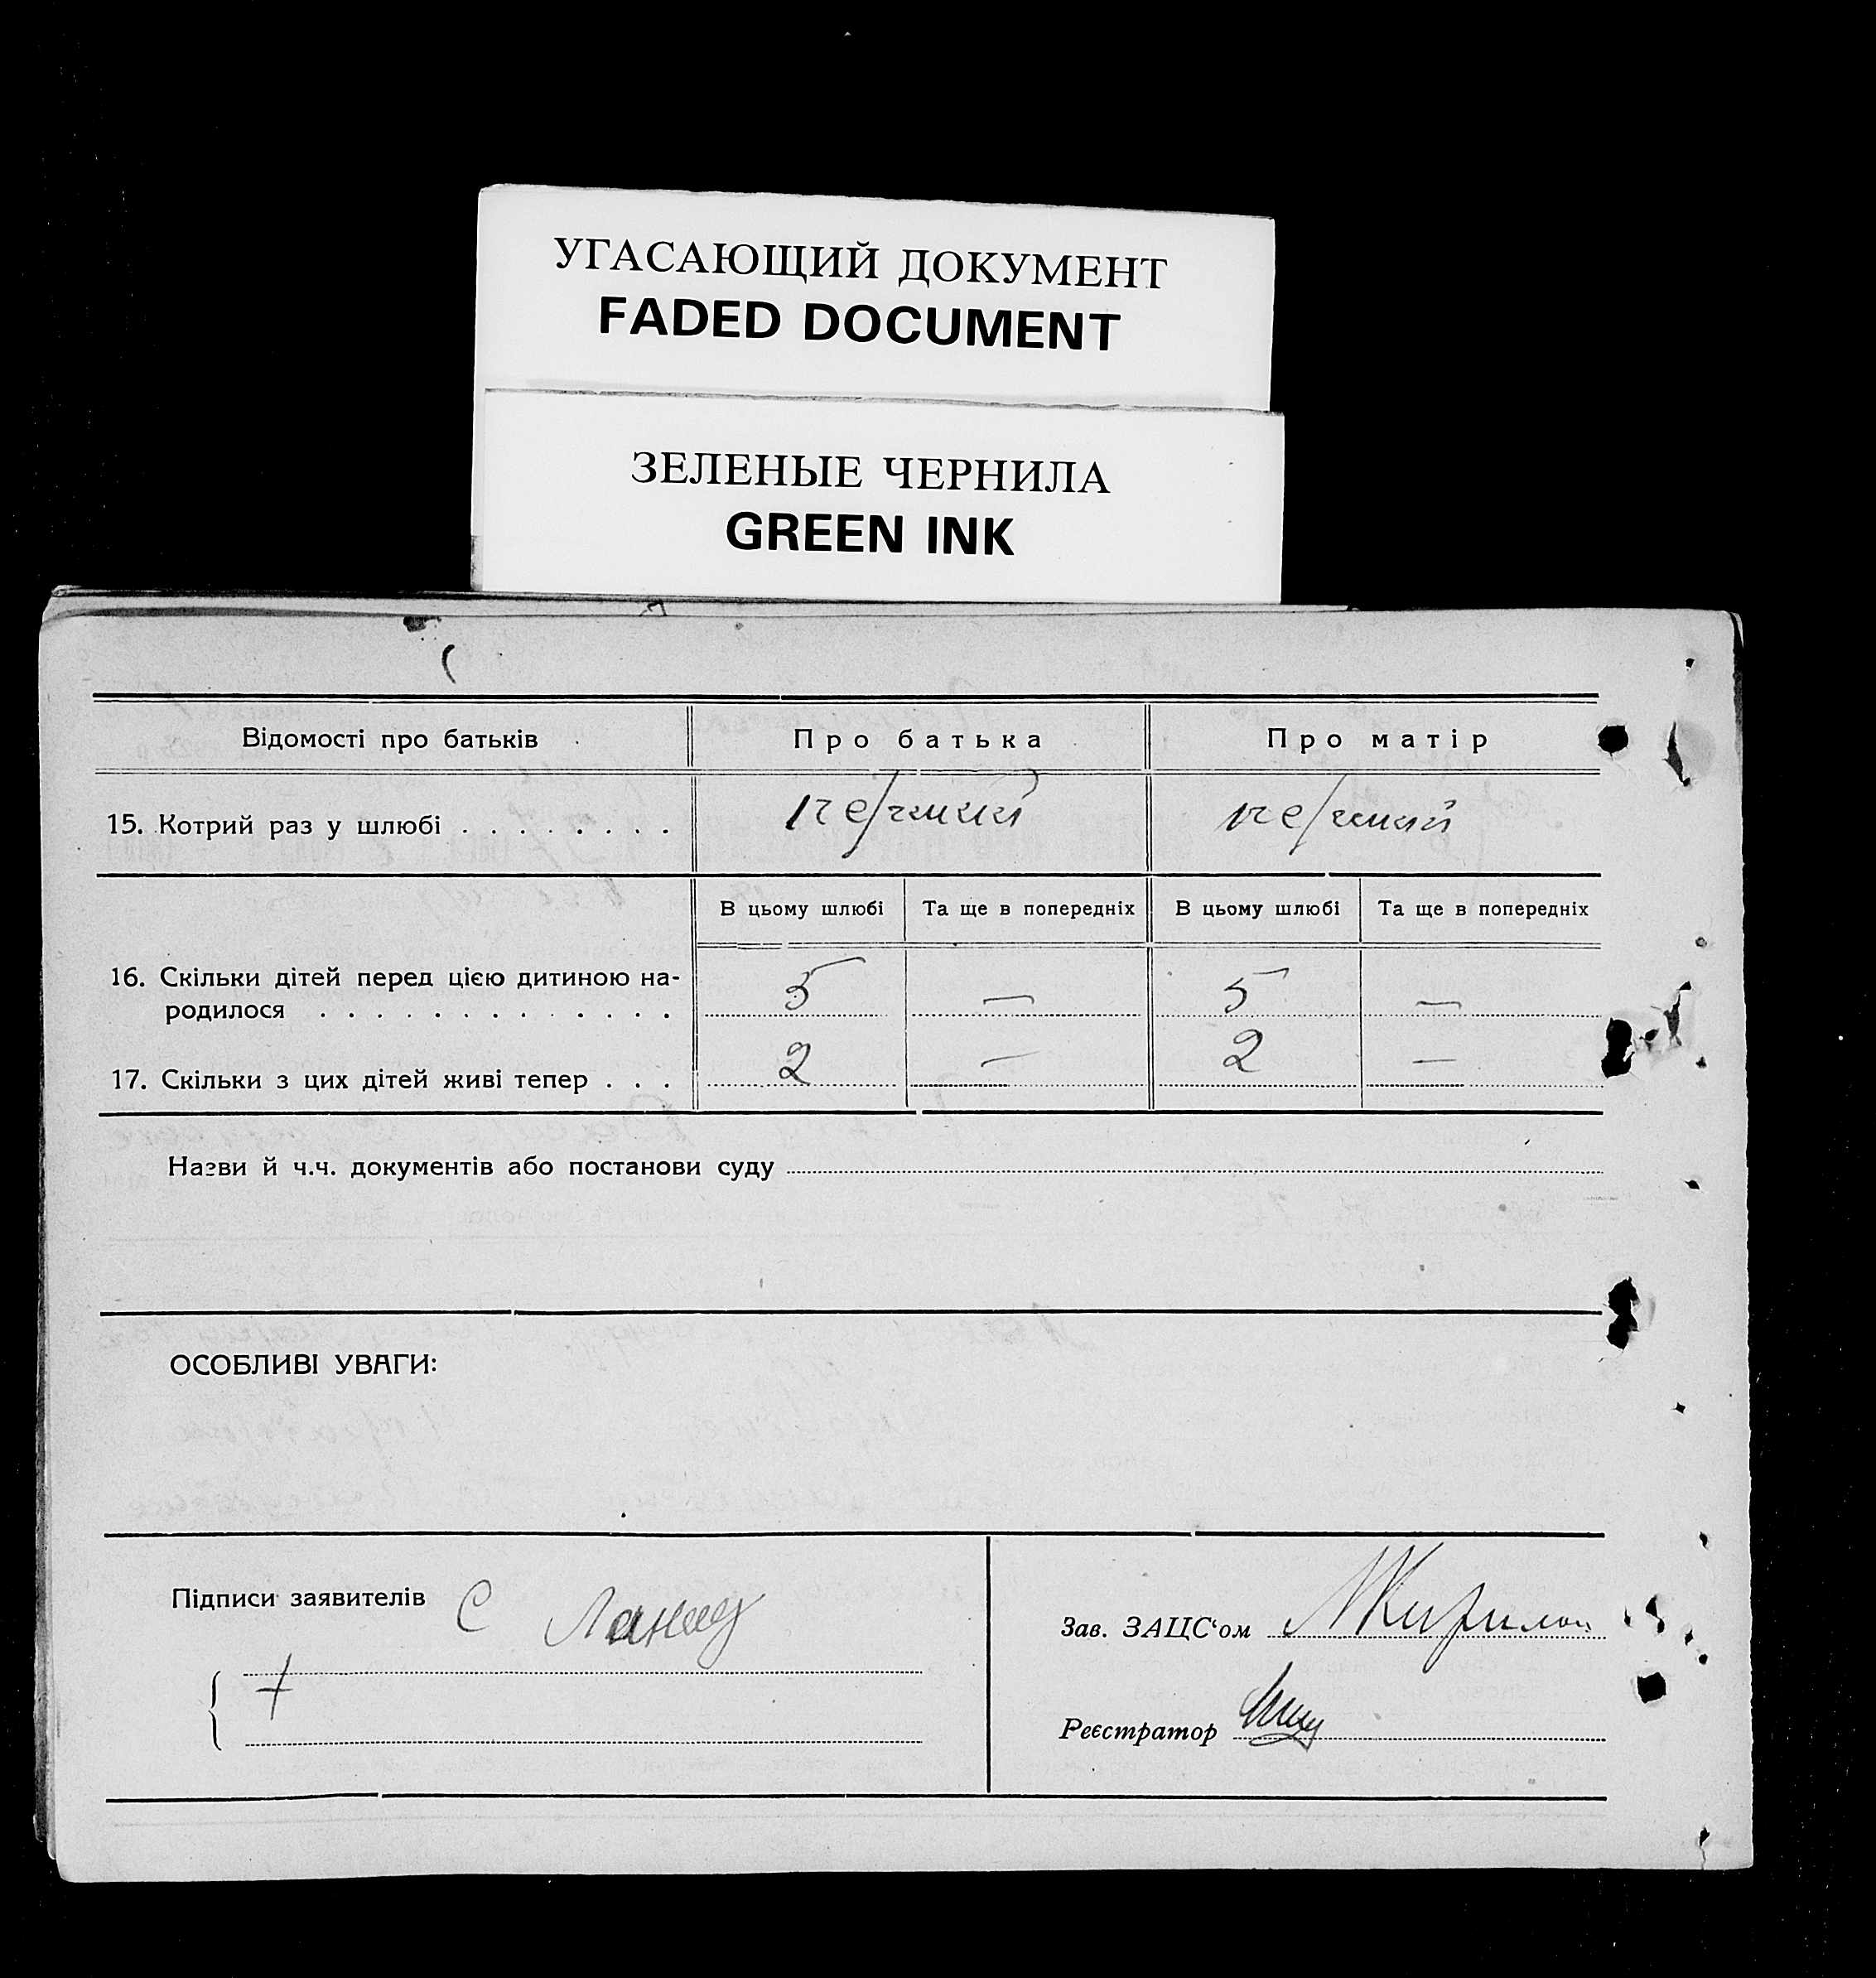 УГАСАЮЩИЙ ДОКУМЕНТ
FADED DOCUMENT
ЗЕЛЕНЫЕ ЧЕРНИЛА
GREEN INK
Відомості про батьків Про батька Про матір
15. Котрий раз у шлюбі . . . . . . . . перший перший
В цьому шлюбі Та ще в попередніх В цьому шлюбі Та ще в попередніх
16. Скільки дітей перед цією дитиною на-
родилося . . . . . . . . . . . . . 5 — 5 —
17. Скільки з цих дітей живі тепер . . . 2 — 2 —
Назви й ч.ч. документів або постанови суду
ОСОБЛИВІ УВАГИ:
Підписи заявителів С
Зав. ЗАЦС‘ом
+
Реєстратор